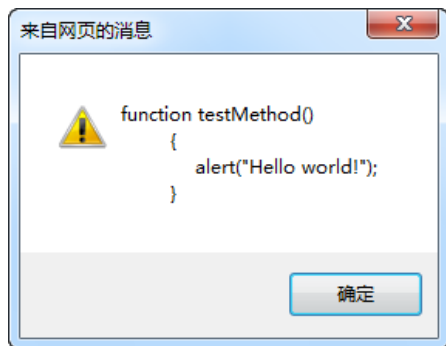 来自网页的消息
function testMethod()
{
alert("Hello world!");
}
确定